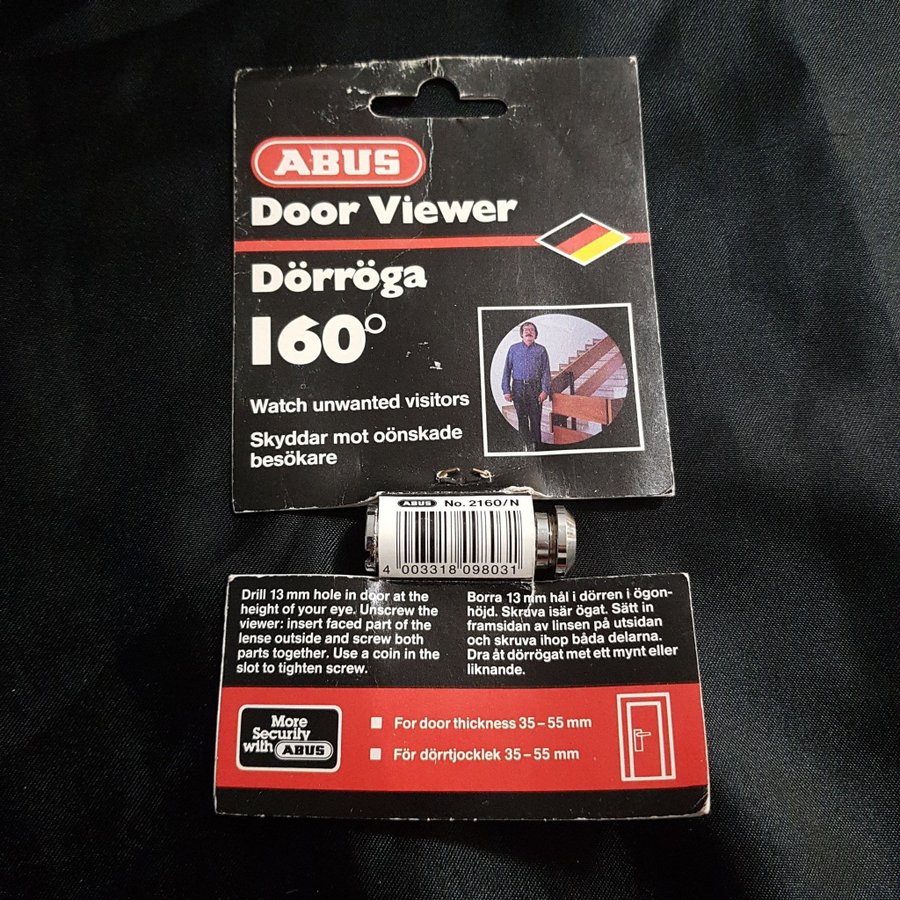 ABUS
Door Viewer
Dörröga
160°
Watch unwanted visitors
Skyddar mot oönskade
besökare
ABUS No. 2160/N
4 003318 098031
Drill 13 mm hole in door at the
height of your eye. Unscrew the
viewer: insert faced part of the
lense outside and screw both
parts together. Use a coin in the
slot to tighten screw.
Borra 13 mm hål i dörren i ögon-
höjd. Skruva isär ögat. Sätt in
framsidan av linsen på utsidan
och skruva ihop båda delarna.
Dra åt dörrögat met ett mynt eller
liknande.
More
Security
with ABUS
For door thickness 35–55 mm
För dörrtjocklek 35–55 mm